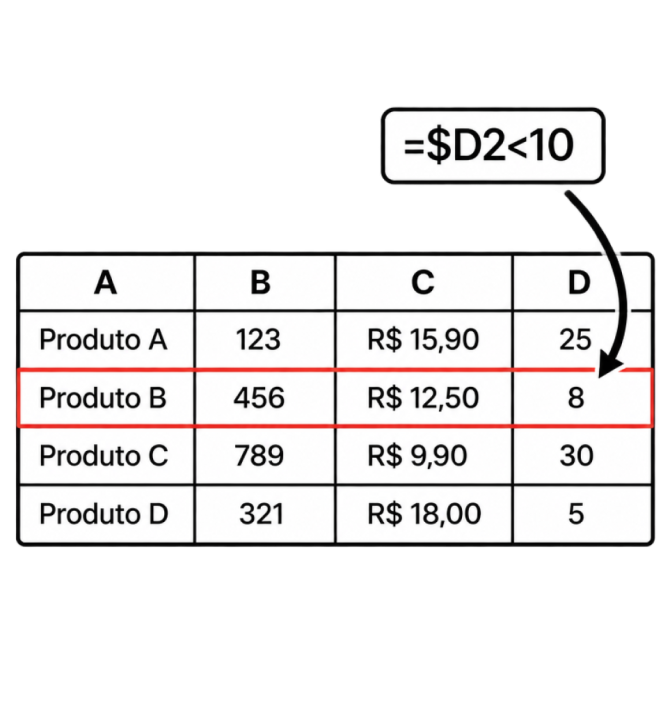 =$D2<10
A B C D
Produto A 123 R$ 15,90 25
Produto B 456 R$ 12,50 8
Produto C 789 R$ 9,90 30
Produto D 321 R$ 18,00 5